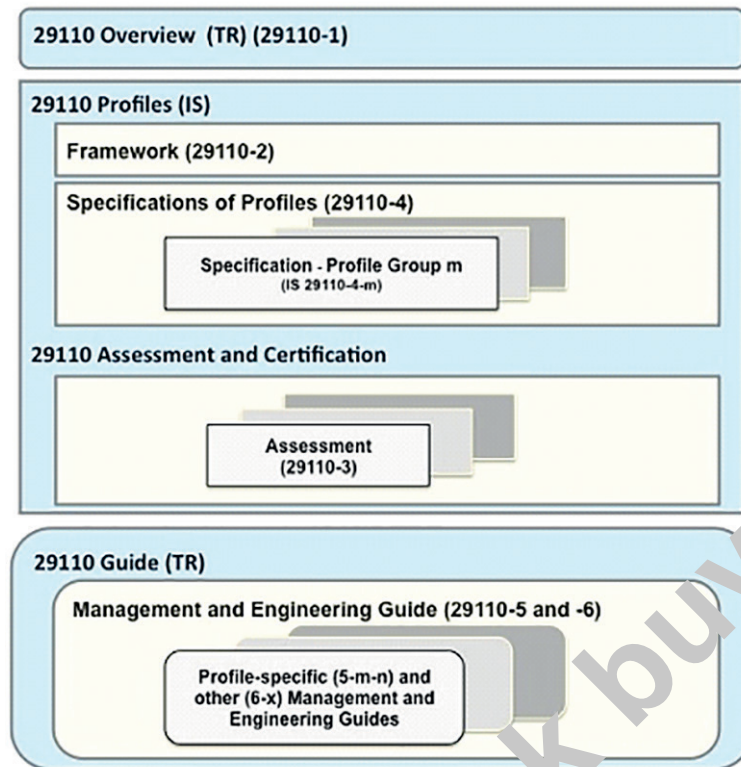 29110 Overview (TR) (29110-1)
29110 Profiles (IS)
Framework (29110-2)
Specifications of Profiles (29110-4)
Specification - Profile Group m
(IS 29110-4-m)
29110 Assessment and Certification
Assessment
(29110-3)
29110 Guide (TR)
Management and Engineering Guide (29110-5 and -6)
Profile-specific (5-m-n) and
other (6-x) Management and
Engineering Guides